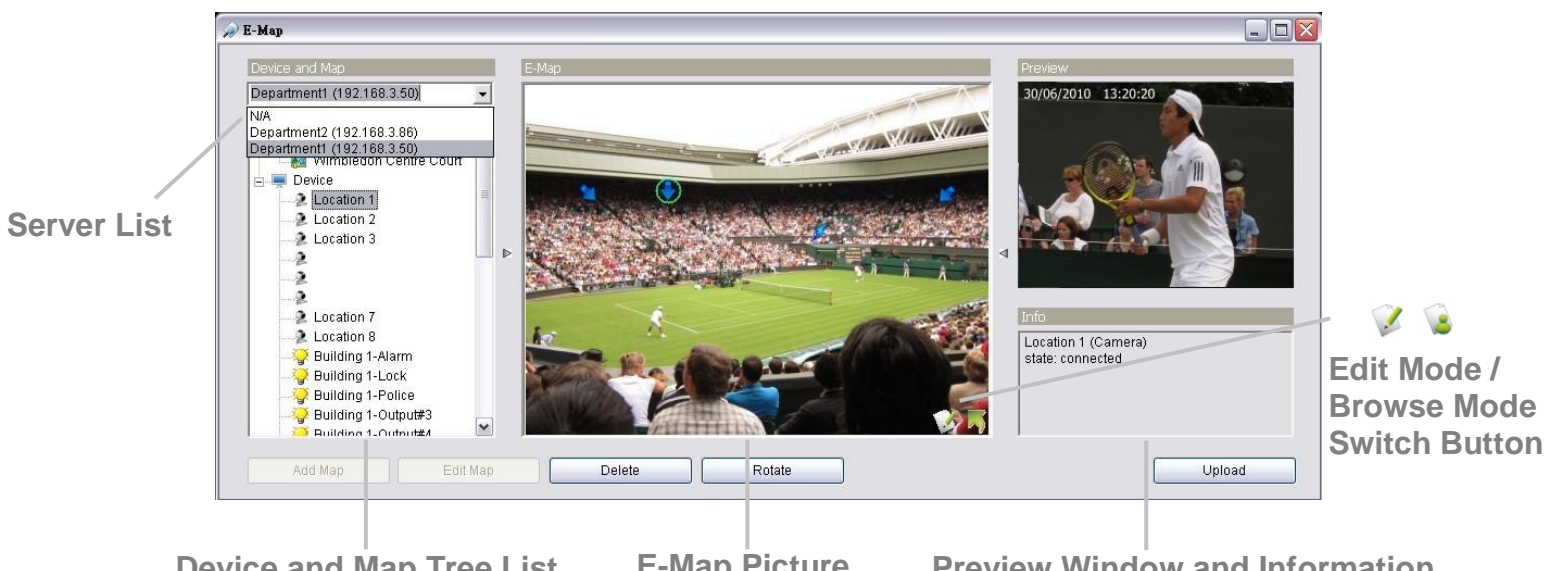 E-Map
Device and Map
E-Map
Preview
Department1 (192.168.3.50)
N/A
Department2 (192.168.3.86)
Department1 (192.168.3.50)
Wimbledon Centre Court
Device
Location 1
Location 2
Location 3
Location 7
Location 8
Building 1-Alarm
Building 1-Lock
Building 1-Police
Building 1-Output#3
Building 1-Output#4
30/06/2010 13:20:20
Info
Location 1 (Camera)
state: connected
Add Map
Edit Map
Delete
Rotate
Upload
Server List
Edit Mode /
Browse Mode
Switch Button
Device and Map Tree List
E-Map Picture
Preview Window and Information